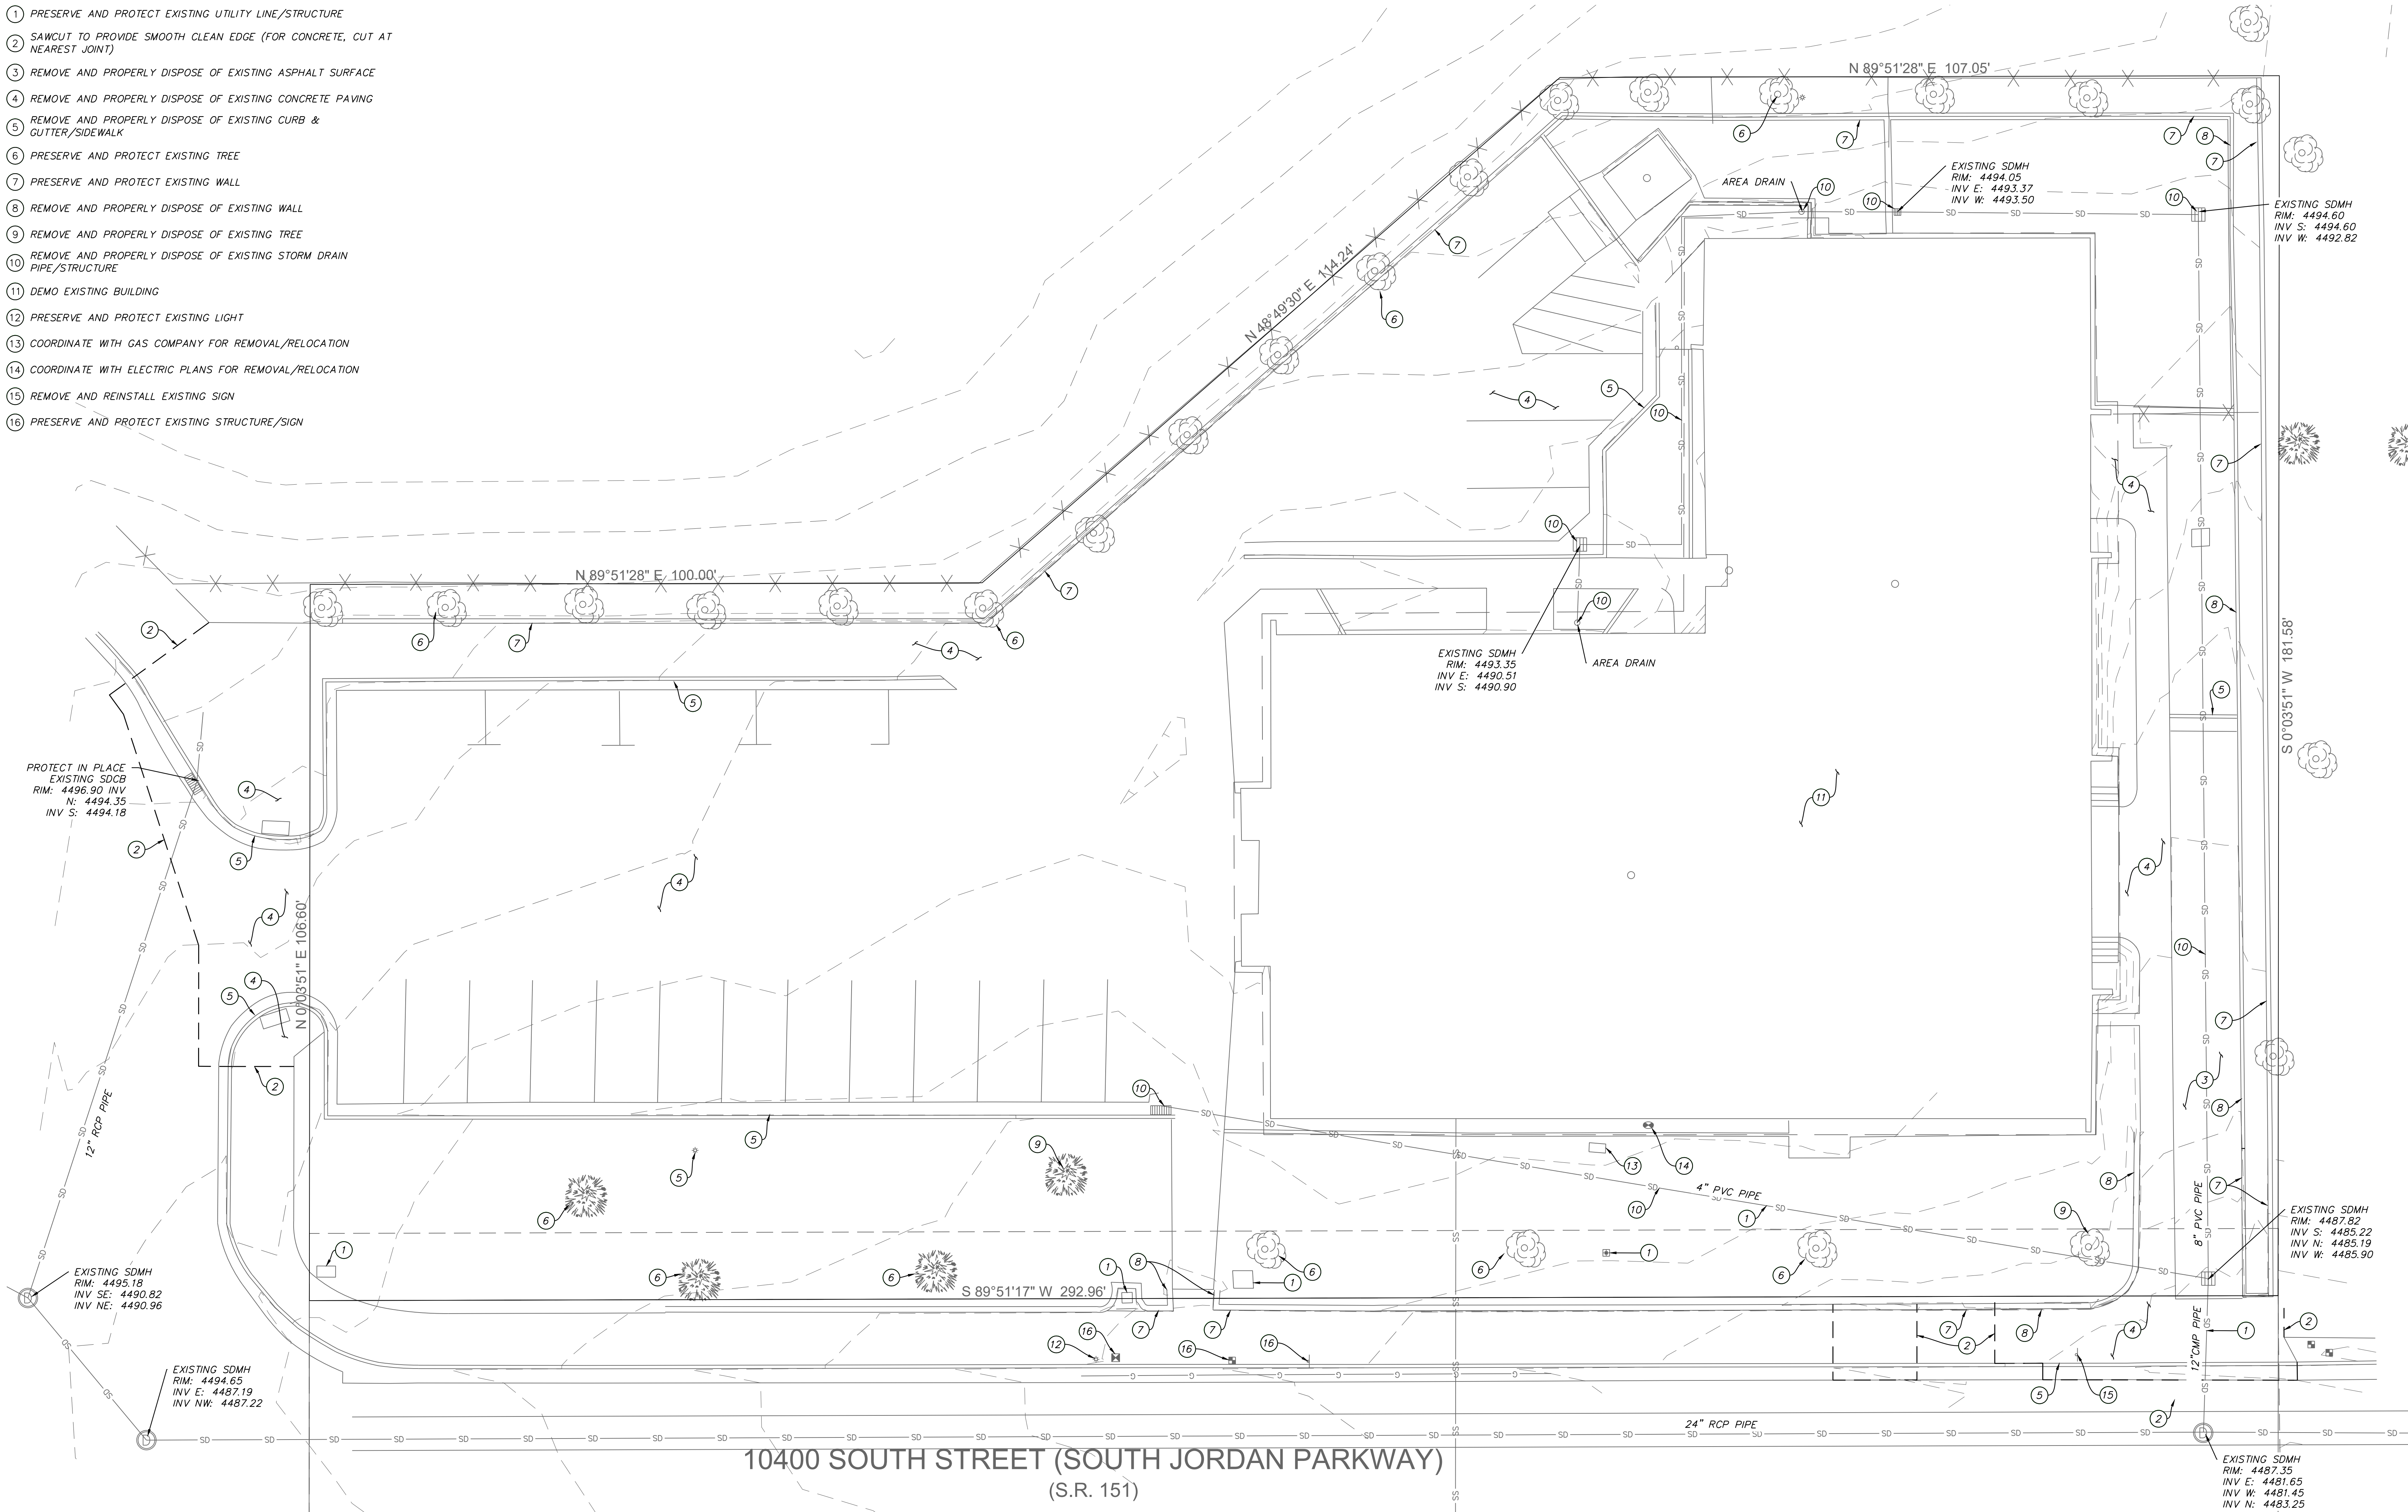 1 PRESERVE AND PROTECT EXISTING UTILITY LINE/STRUCTURE
2 SAWCUT TO PROVIDE SMOOTH CLEAN EDGE (FOR CONCRETE, CUT AT
NEAREST JOINT)
3 REMOVE AND PROPERLY DISPOSE OF EXISTING ASPHALT SURFACE
4 REMOVE AND PROPERLY DISPOSE OF EXISTING CONCRETE PAVING
5 REMOVE AND PROPERLY DISPOSE OF EXISTING CURB &
GUTTER/SIDEWALK
6 PRESERVE AND PROTECT EXISTING TREE
7 PRESERVE AND PROTECT EXISTING WALL
8 REMOVE AND PROPERLY DISPOSE OF EXISTING WALL
9 REMOVE AND PROPERLY DISPOSE OF EXISTING TREE
10 REMOVE AND PROPERLY DISPOSE OF EXISTING STORM DRAIN
PIPE/STRUCTURE
11 DEMO EXISTING BUILDING
12 PRESERVE AND PROTECT EXISTING LIGHT
13 COORDINATE WITH GAS COMPANY FOR REMOVAL/RELOCATION
14 COORDINATE WITH ELECTRIC PLANS FOR REMOVAL/RELOCATION
15 REMOVE AND REINSTALL EXISTING SIGN
16 PRESERVE AND PROTECT EXISTING STRUCTURE/SIGN
N 89°51'28" E 107.05'
AREA DRAIN
EXISTING SDMH
RIM: 4494.05
INV E: 4493.37
INV W: 4493.50
EXISTING SDMH
RIM: 4494.60
INV S: 4494.60
INV W: 4492.82
N 48°49'30" E 114.24'
N 89°51'28" E 100.00'
EXISTING SDMH
RIM: 4493.35
INV E: 4490.51
INV S: 4490.90
AREA DRAIN
S 0°03'51" W 181.58'
PROTECT IN PLACE
EXISTING SDCB
RIM: 4496.90 INV
N: 4494.35
INV S: 4494.18
N 0°03'51" E 106.60'
12" RCP PIPE
4" PVC PIPE
8" PVC PIPE
EXISTING SDMH
RIM: 4487.82
INV S: 4485.22
INV N: 4485.19
INV W: 4485.90
EXISTING SDMH
RIM: 4495.18
INV SE: 4490.82
INV NE: 4490.96
S 89°51'17" W 292.96'
12"CMP PIPE
EXISTING SDMH
RIM: 4494.65
INV E: 4487.19
INV NW: 4487.22
24" RCP PIPE
10400 SOUTH STREET (SOUTH JORDAN PARKWAY)
(S.R. 151)
EXISTING SDMH
RIM: 4487.35
INV E: 4481.65
INV W: 4481.45
INV N: 4483.25